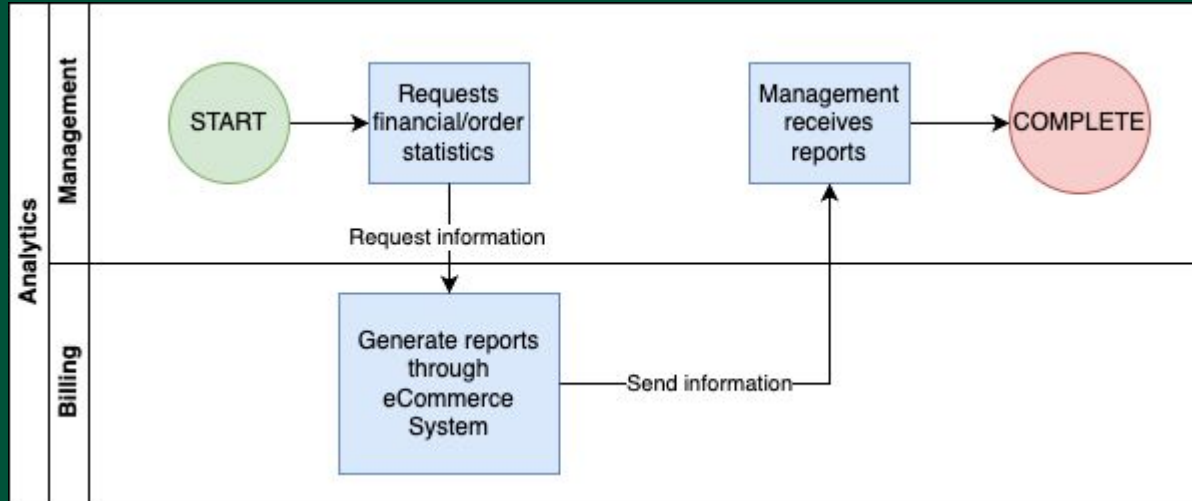 Analytics
Management
START
Requests
financial/order
statistics
Management
receives
reports
COMPLETE
Request information
Billing
Generate reports
through
eCommerce
System
Send information